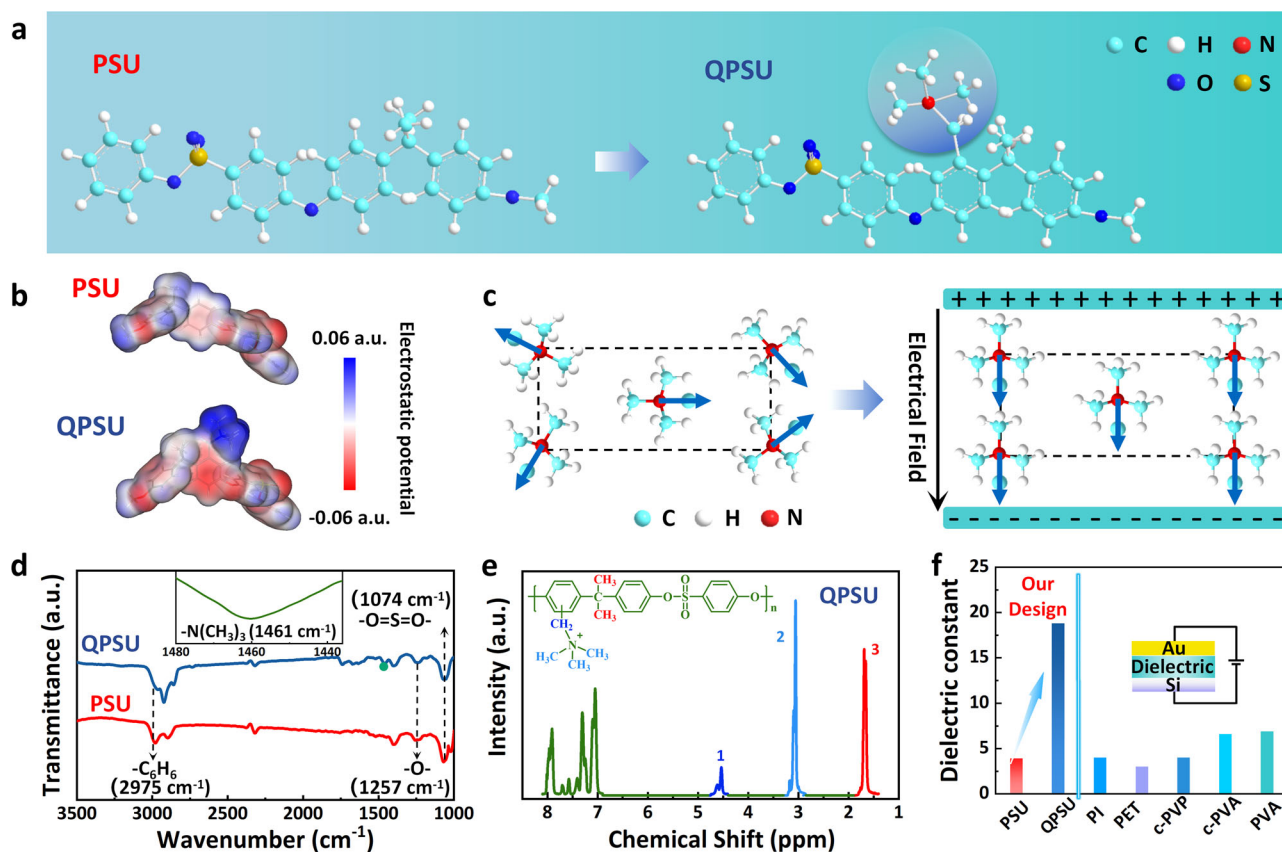 a
PSU
QPSU
C H N
O S
b
PSU
QPSU
0.06 a.u.
-0.06 a.u.
Electrostatic potential
c
C H N
Electrical Field
+ + + + + + + + + + + +
- - - - - - - - - - - - - - - -
d
QPSU
PSU
-N(CH3)3 (1461 cm-1)
1480 1460 1440
(1074 cm-1)
-O=S=O-
-C6H6
(2975 cm-1)
-O-
(1257 cm-1)
Transmittance (a.u.)
3500 3000 2500 2000 1500 1000
Wavenumber (cm-1)
e
QPSU
CH3
CH3
O
O
S
O
O
n
CH2
N+
H3C
CH3
CH3
1
2
3
Intensity (a.u.)
8 7 6 5 4 3 2 1
Chemical Shift (ppm)
f
Our
Design
Au
Dielectric
Si
Dielectric constant
25
20
15
10
5
0
PSU QPSU PI PET c-PVP c-PVA PVA